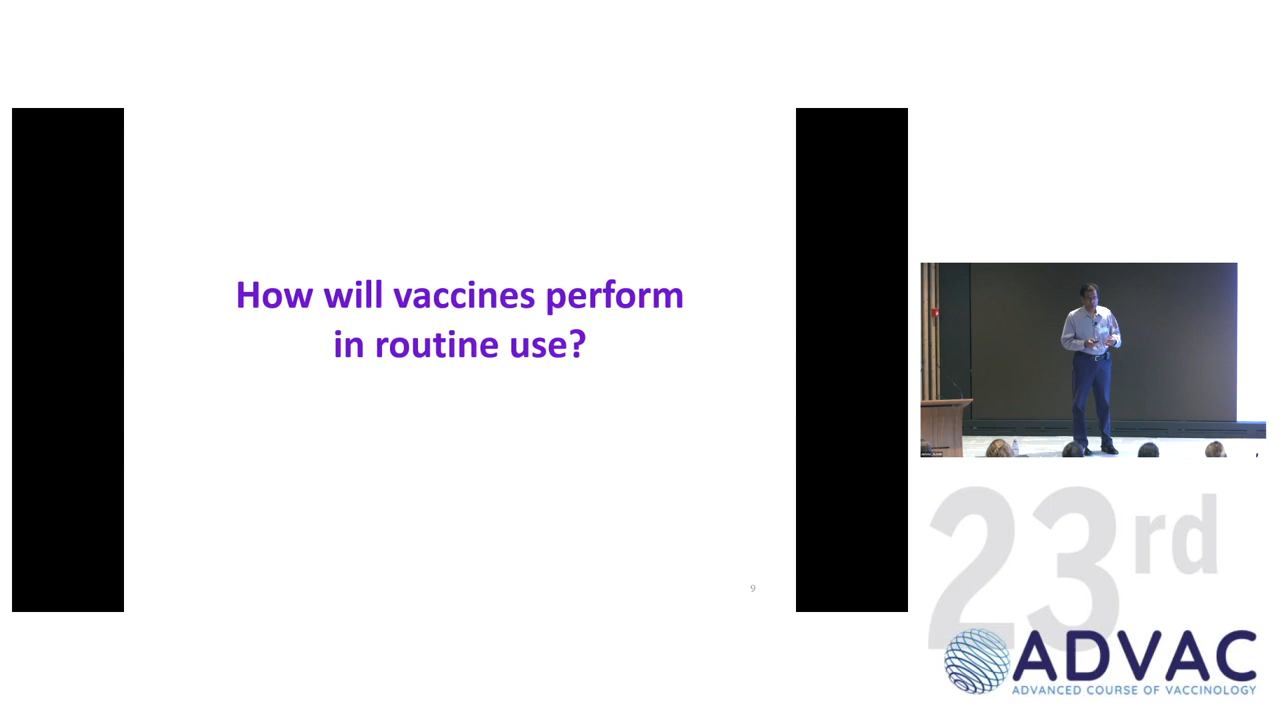 How will vaccines perform
in routine use?
9
23rd
ADVAC
ADVANCED COURSE OF VACCINOLOGY